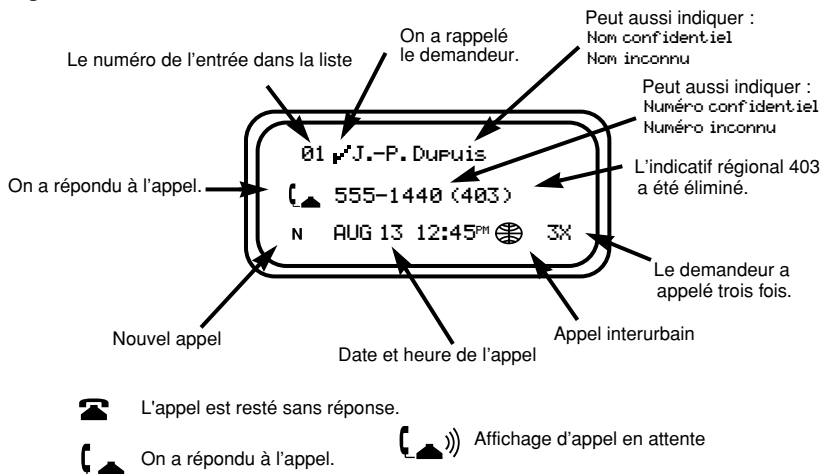 Peut aussi indiquer :
Nom confidentiel
Nom inconnu
On a rappelé
le demandeur.
Le numéro de l'entrée dans la liste
Peut aussi indiquer :
Numéro confidentiel
Numéro inconnu
01 J.-P. Dupuis
On a répondu à l'appel.
555-1440 (403)
L'indicatif régional 403
a été éliminé.
N AUG 13 12:45PM 3X
Le demandeur a
appelé trois fois.
Nouvel appel
Date et heure de l'appel
Appel interurbain
L'appel est resté sans réponse.
On a répondu à l'appel.
Affichage d'appel en attente